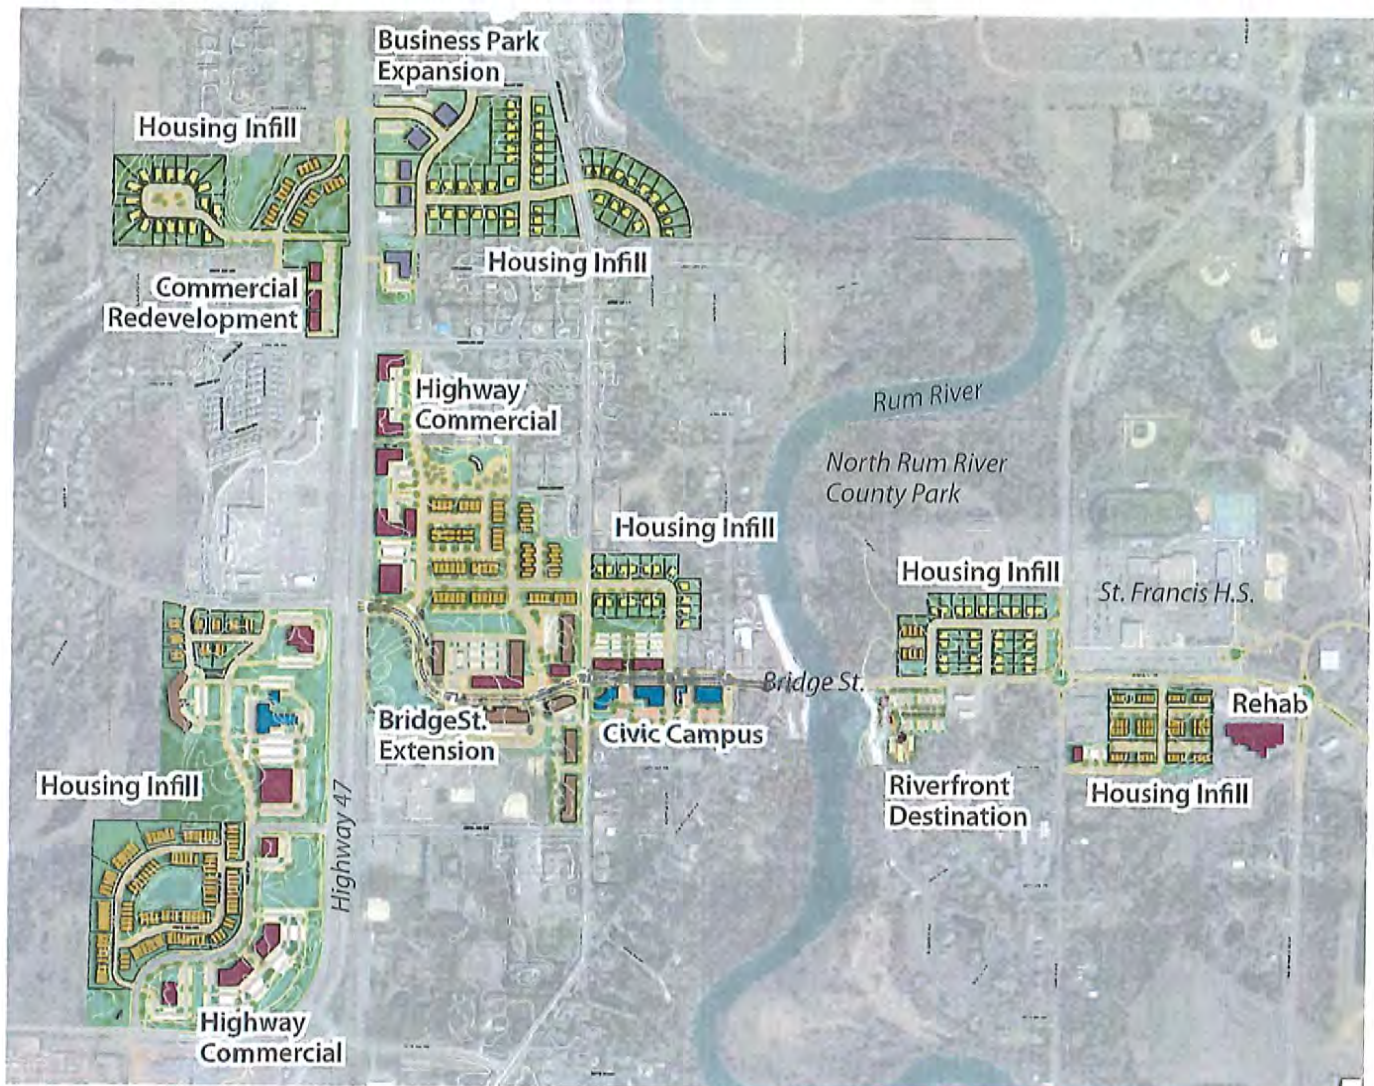 Business Park
Expansion
Housing Infill
Housing Infill
Commercial
Redevelopment
Highway
Commercial
Rum River
North Rum River
County Park
Housing Infill
Housing Infill
St. Francis H.S.
Bridge St.
BridgeSt.
Extension
Civic Campus
Rehab
Housing Infill
Highway 47
Riverfront
Destination
Housing Infill
Highway
Commercial